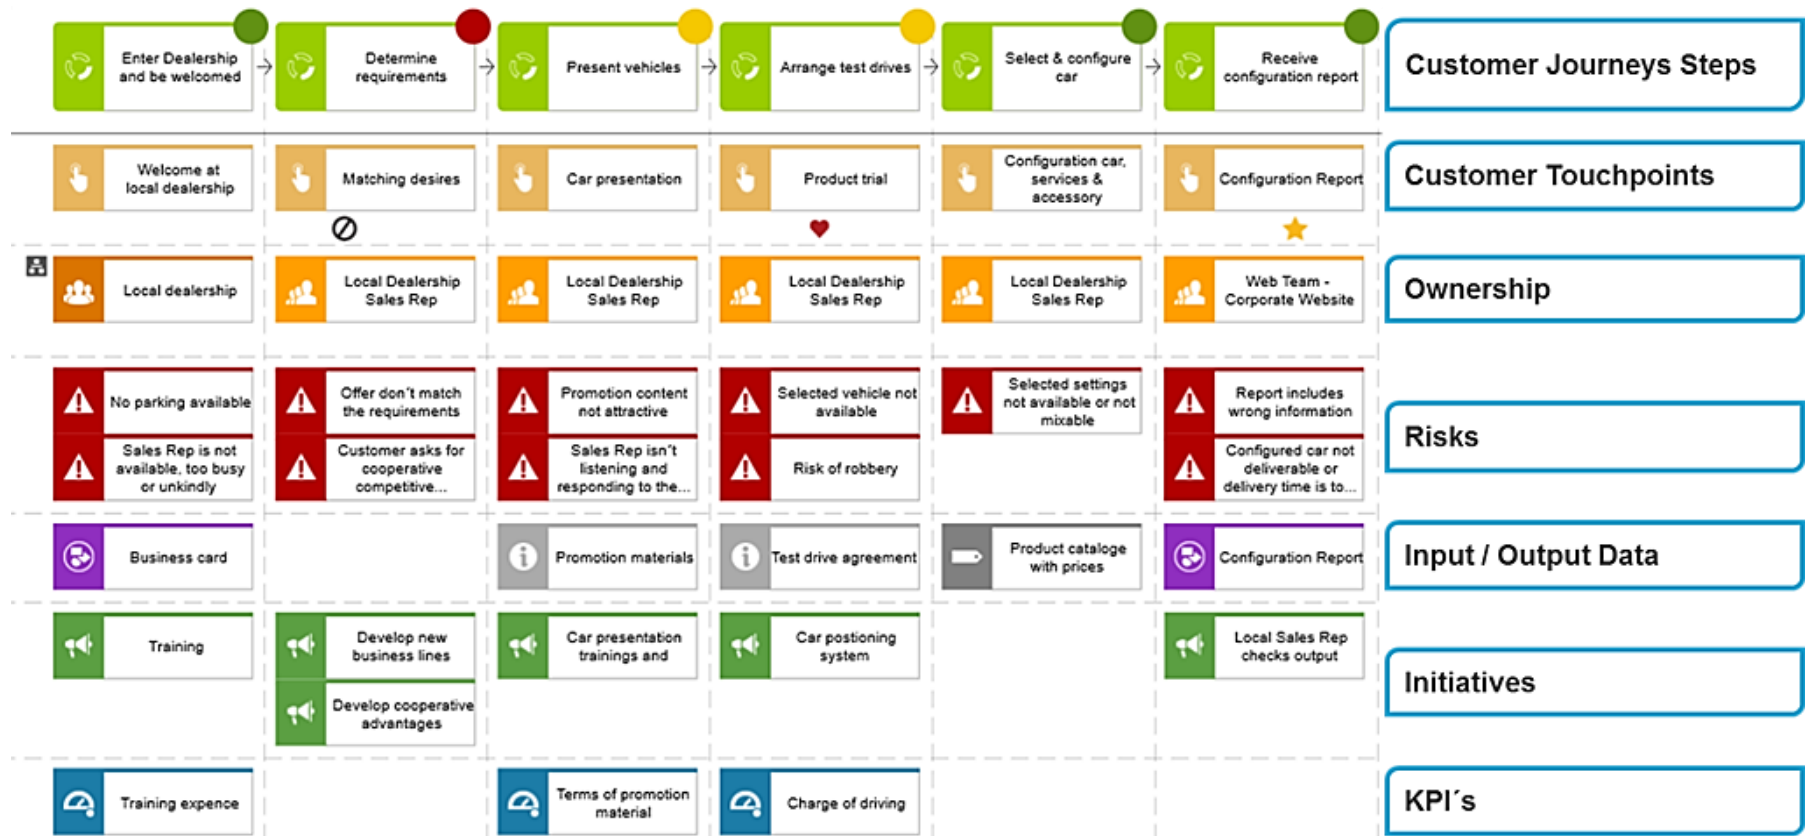 Enter Dealership
and be welcomed
Determine
requirements
Present vehicles
Arrange test drives
Select & configure
car
Receive
configuration report
Customer Journeys Steps
Welcome at
local dealership
Matching desires
Car presentation
Product trial
Configuration car,
services &
accessory
Configuration Report
Customer Touchpoints
Local dealership
Local Dealership
Sales Rep
Local Dealership
Sales Rep
Local Dealership
Sales Rep
Local Dealership
Sales Rep
Web Team -
Corporate Website
Ownership
No parking available
Offer don´t match
the requirements
Promotion content
not attractive
Selected vehicle not
available
Selected settings
not available or not
mixable
Report includes
wrong information
Risks
Sales Rep is not
available, too busy
or unkindly
Customer asks for
cooperative
competitive...
Sales Rep isn´t
listening and
responding to the...
Risk of robbery
Configured car not
deliverable or
delivery time is to...
Business card
Promotion materials
Test drive agreement
Product cataloge
with prices
Configuration Report
Input / Output Data
Training
Develop new
business lines
Car presentation
trainings and
Car postioning
system
Local Sales Rep
checks output
Initiatives
Develop cooperative
advantages
Training expence
Terms of promotion
material
Charge of driving
KPI´s